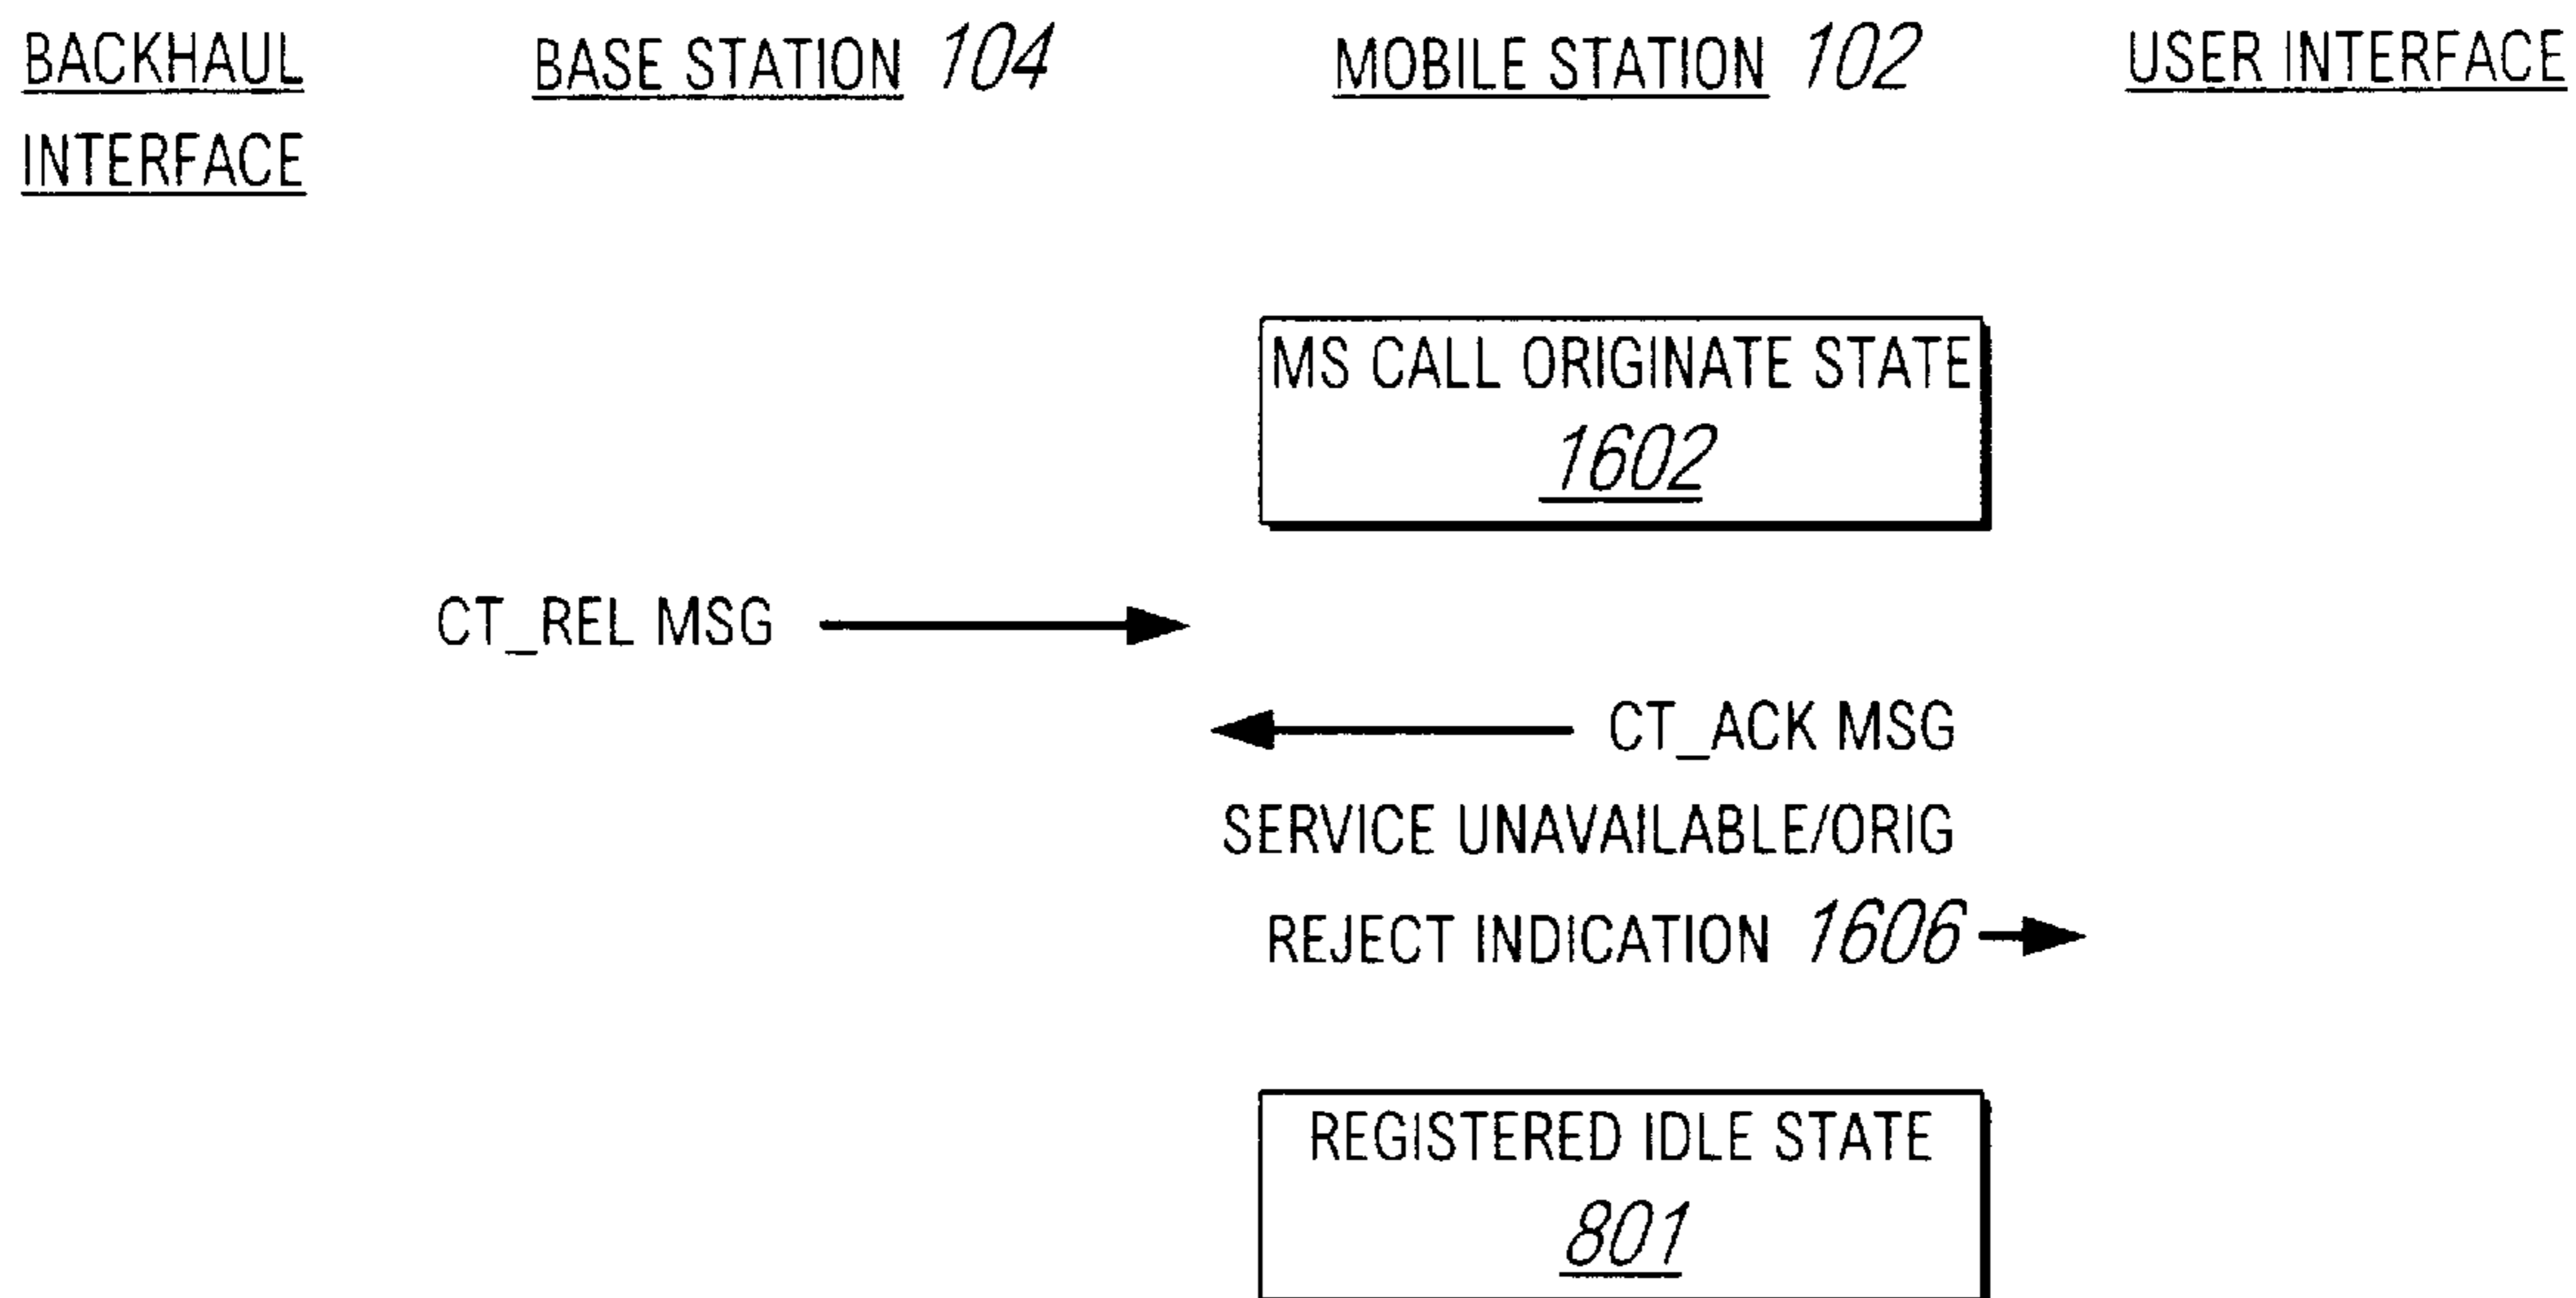 BACKHAUL
INTERFACE
BASE STATION 104
MOBILE STATION 102
USER INTERFACE
MS CALL ORIGINATE STATE
1602
CT_REL MSG
CT_ACK MSG
SERVICE UNAVAILABLE/ORIG
REJECT INDICATION 1606
REGISTERED IDLE STATE
801